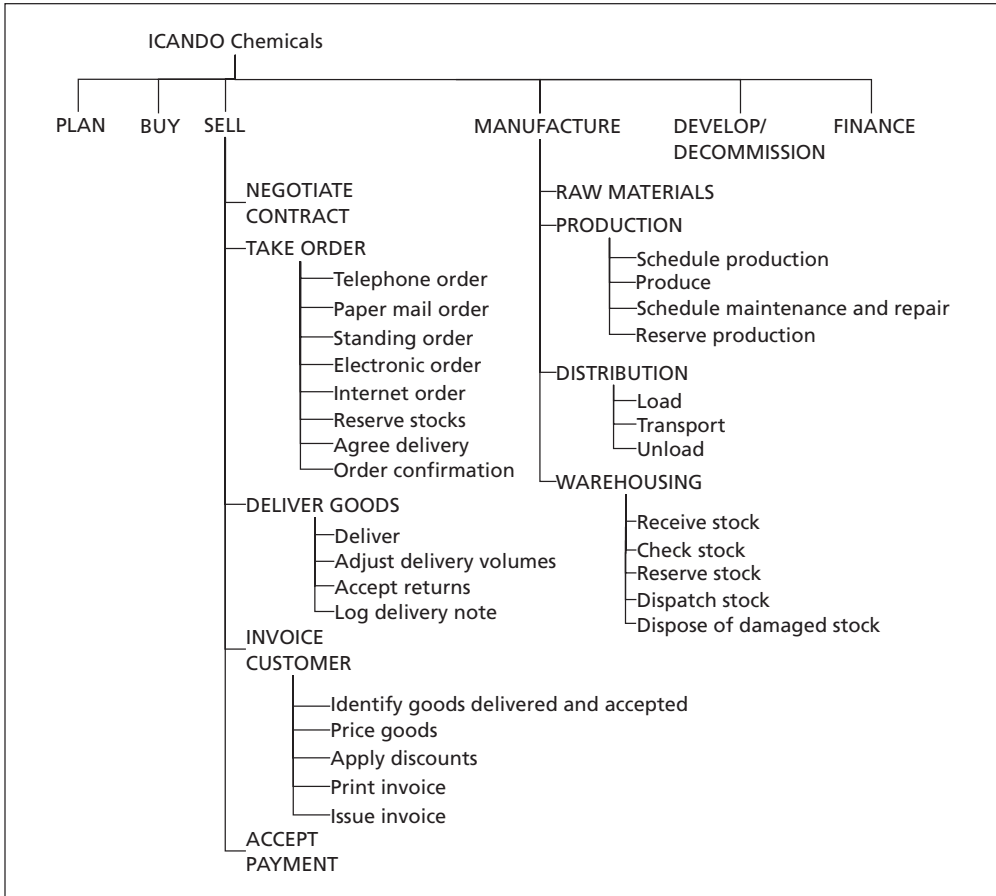 ICANDO Chemicals
PLAN
BUY
SELL
MANUFACTURE
DEVELOP/
DECOMMISSION
FINANCE
NEGOTIATE
CONTRACT
TAKE ORDER
Telephone order
Paper mail order
Standing order
Electronic order
Internet order
Reserve stocks
Agree delivery
Order confirmation
DELIVER GOODS
Deliver
Adjust delivery volumes
Accept returns
Log delivery note
INVOICE
CUSTOMER
Identify goods delivered and accepted
Price goods
Apply discounts
Print invoice
Issue invoice
ACCEPT
PAYMENT
RAW MATERIALS
PRODUCTION
Schedule production
Produce
Schedule maintenance and repair
Reserve production
DISTRIBUTION
Load
Transport
Unload
WAREHOUSING
Receive stock
Check stock
Reserve stock
Dispatch stock
Dispose of damaged stock